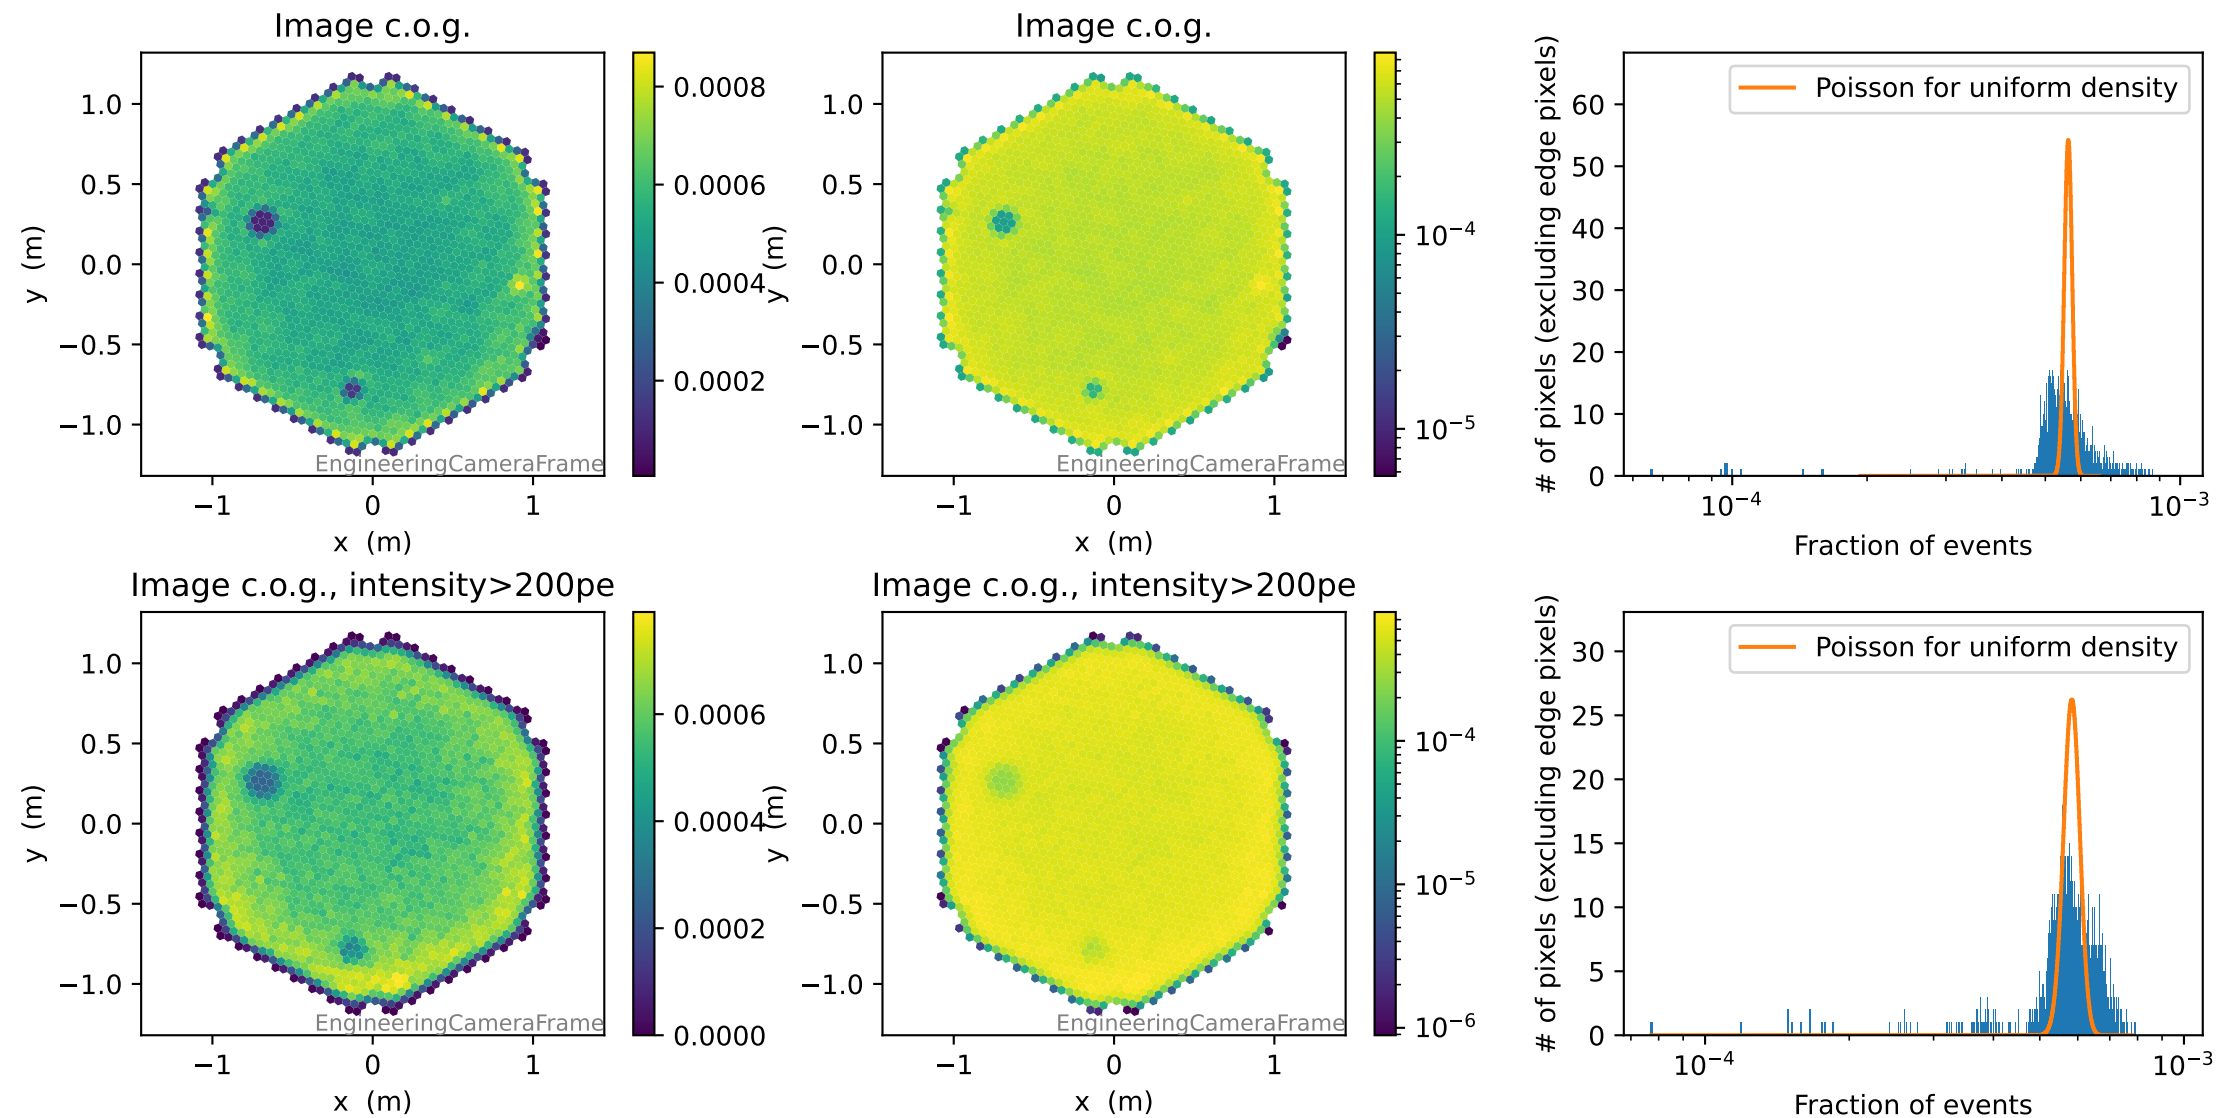 Image c.o.g.
1.0
0.5
0.0
−0.5
−1.0
y (m)
−1
0
1
x (m)
EngineeringCameraFrame
0.0008
0.0006
0.0004
0.0002
Image c.o.g.
1.0
0.5
0.0
−0.5
−1.0
y (m)
−1
0
1
x (m)
EngineeringCameraFrame
10⁻⁴
10⁻⁵
# of pixels (excluding edge pixels)
60
50
40
30
20
10
0
Poisson for uniform density
10⁻⁴
10⁻³
Fraction of events
Image c.o.g., intensity>200pe
1.0
0.5
0.0
−0.5
−1.0
y (m)
−1
0
1
x (m)
EngineeringCameraFrame
0.0006
0.0004
0.0002
0.0000
Image c.o.g., intensity>200pe
1.0
0.5
0.0
−0.5
−1.0
y (m)
−1
0
1
x (m)
EngineeringCameraFrame
10⁻⁴
10⁻⁵
10⁻⁶
# of pixels (excluding edge pixels)
30
25
20
15
10
5
0
Poisson for uniform density
10⁻⁴
10⁻³
Fraction of events